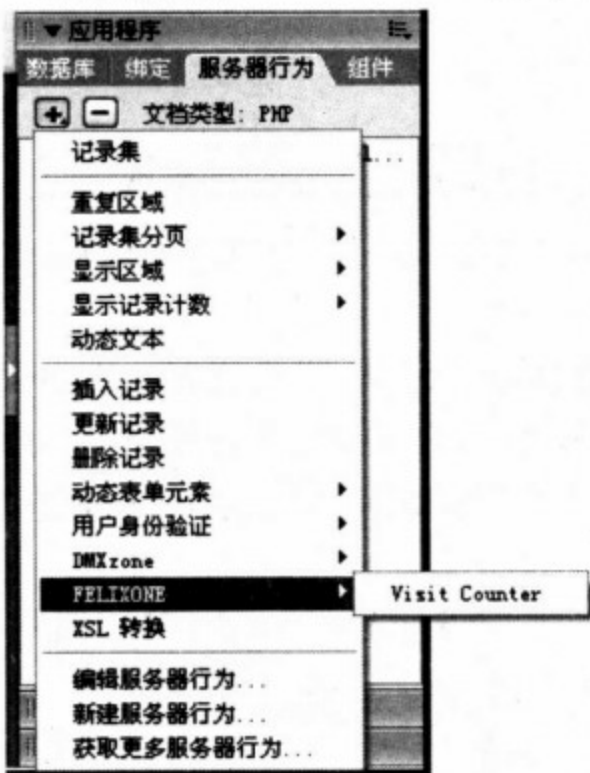 应用程序
数据库 绑定 服务器行为 组件
文档类型: PHP
记录集
重复区域
记录集分页
显示区域
显示记录计数
动态文本
插入记录
更新记录
删除记录
动态表单元素
用户身份验证
DMXzone
FELIXONE
Visit Counter
XSL 转换
编辑服务器行为...
新建服务器行为...
获取更多服务器行为...